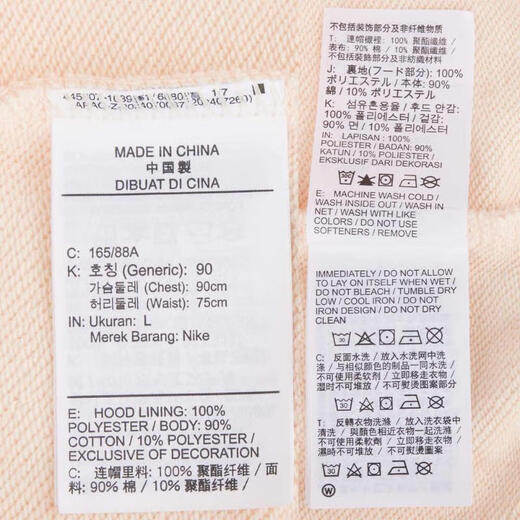 MADE IN CHINA
中国製
DIBUAT DI CINA
C: 165/88A
K: 호칭 (Generic): 90
가슴둘레 (Chest): 90cm
허리둘레 (Waist): 75cm
IN: Ukuran: L
Merek Barang: Nike
E: HOOD LINING: 100%
POLYESTER / BODY: 90%
COTTON / 10% POLYESTER /
EXCLUSIVE OF DECORATION
C: 连帽里料: 100% 聚酯纤维 / 面
料: 90% 棉 / 10% 聚酯纤维 /
不包括装饰部分及非纤维物质
T: 連帽襯裡: 100% 聚酯纖維 /
表布: 90% 棉 / 10% 聚酯纖維 /
不包括裝飾部分及非紡織材料
J: 裏地(フード部分): 100%
ポリエステル / 本体: 90%
綿 / 10% ポリエステル
K: 섬유혼용율 / 후드 안감:
100% 폴리에스터 / 겉감:
90% 면 / 10% 폴리에스터
IN: LAPISAN : 100%
POLIESTER / BADAN: 90%
KATUN / 10% POLIESTER /
EKSKLUSIF DARI DEKORASI
E: MACHINE WASH COLD /
WASH INSIDE OUT / WASH IN
NET / WASH WITH LIKE
COLORS / DO NOT USE
SOFTENERS / REMOVE
IMMEDIATELY / DO NOT ALLOW
TO LAY ON ITSELF WHEN WET /
DO NOT BLEACH / TUMBLE DRY
LOW / COOL IRON / DO NOT
IRON DESIGN / DO NOT DRY
CLEAN
C: 反面水洗 / 放入水洗网中洗
涤 / 与相似颜色的制品一同水洗 /
不可使用柔软剂 / 立即移走衣物 /
湿时不可堆放 / 不可熨烫图案部分
T: 反轉衣物洗滌 / 放入洗衣袋中
清洗 / 與顏色相近衣物一起洗滌 /
不可使用柔軟劑 / 立即移走衣物 /
濕時不可堆放 / 不可熨燙圖案部分